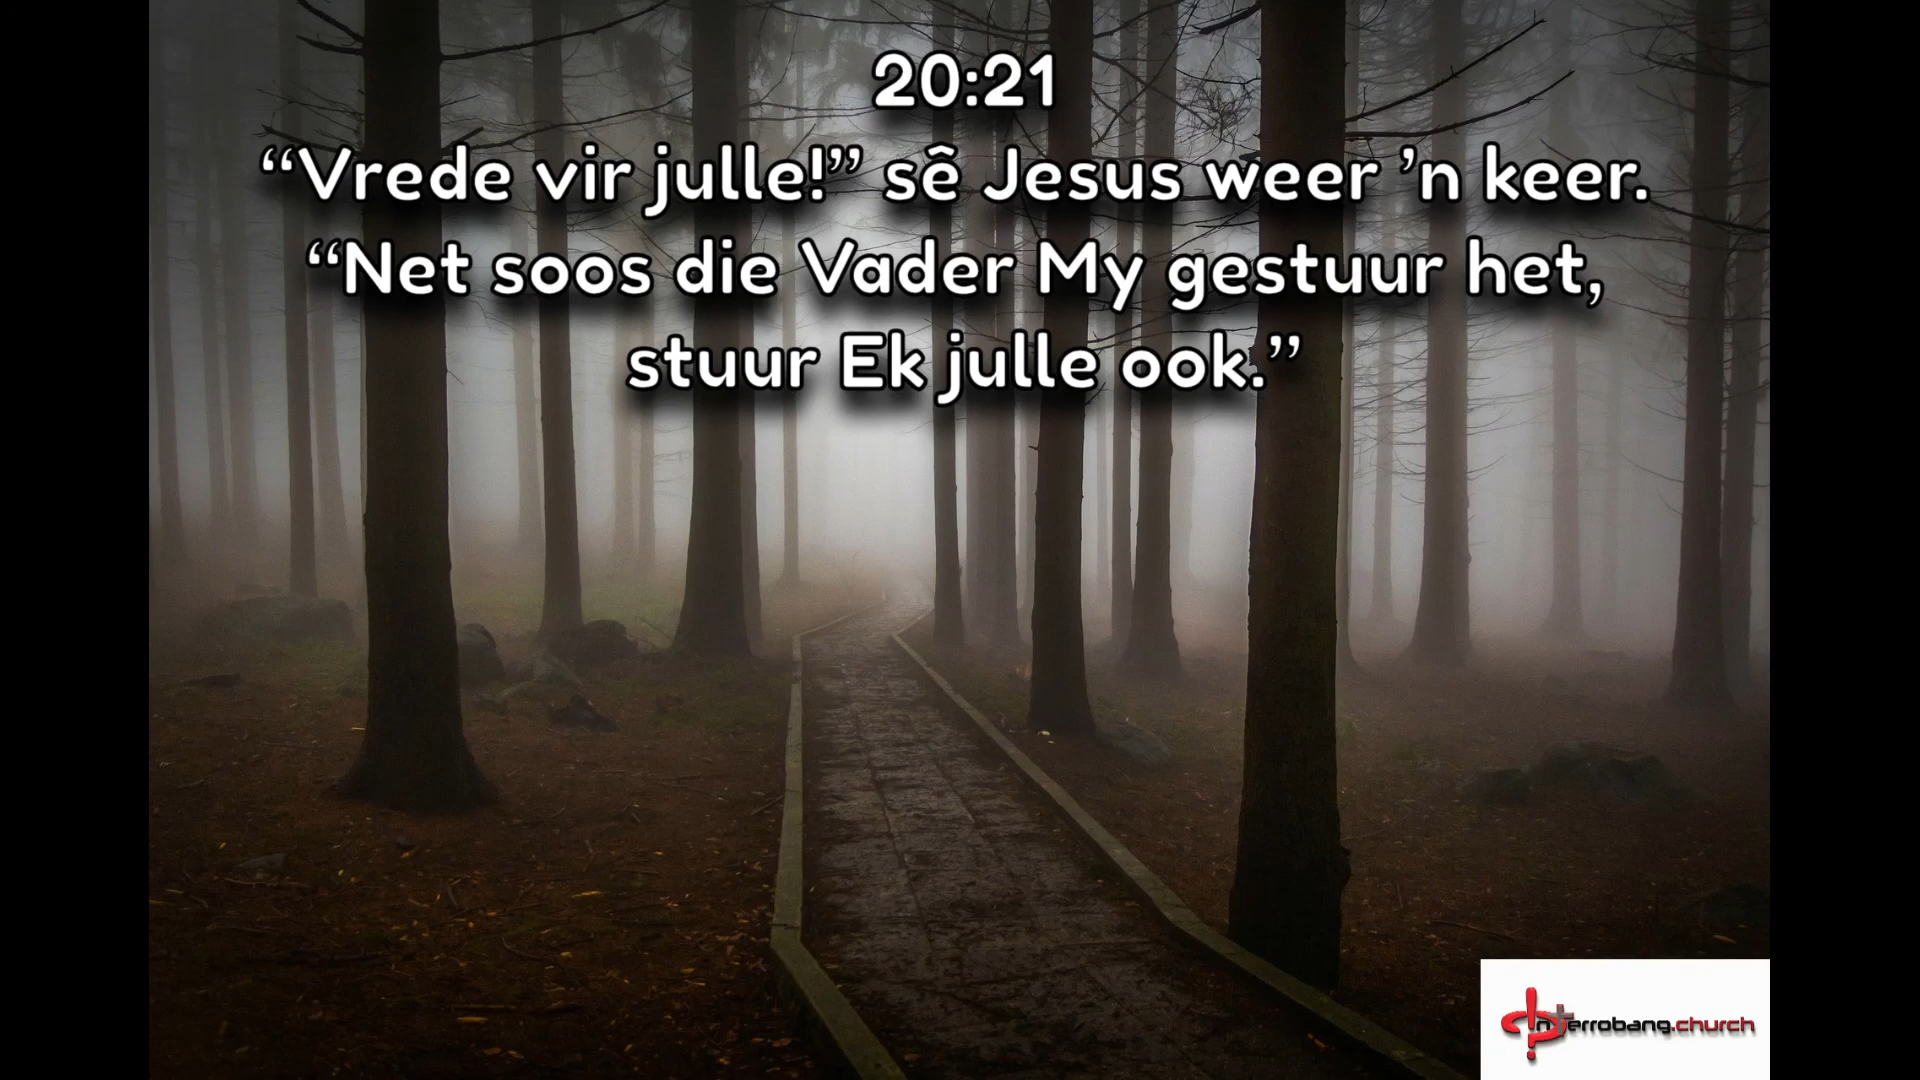 20:21
“Vrede vir julle!” sê Jesus weer ’n keer.
“Net soos die Vader My gestuur het,
stuur Ek julle ook.”
interrobang.church